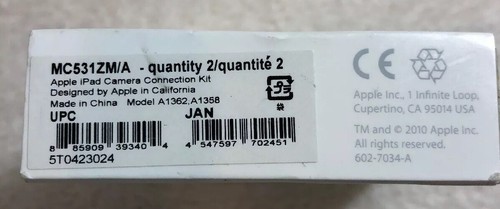 MC531ZM/A - quantity 2/quantité 2
Apple iPad Camera Connection Kit
Designed by Apple in California
Made in China Model A1362,A1358
UPC JAN
8 85909 39340 4 4 547597 702451
5T0423024
袋
CE
Apple Inc., 1 Infinite Loop,
Cupertino, CA 95014 USA
TM and © 2010 Apple Inc.
All rights reserved.
602-7034-A